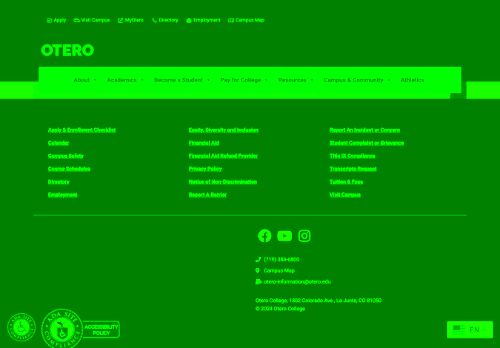 Apply Visit Campus MyOtero Directory Employment Campus Map
OTERO
About Academics Become a Student Pay for College Resources Campus & Community Athletics
Apply & Enrollment Checklist
Calendar
Campus Safety
Course Schedules
Directory
Employment
Equity, Diversity and Inclusion
Financial Aid
Financial Aid Refund Provider
Privacy Policy
Notice of Non-Discrimination
Report A Barrier
Report An Incident or Concern
Student Complaint or Grievance
Title IX Compliance
Transcripts Request
Tuition & Fees
Visit Campus
(719) 384-6800
Campus Map
otero-information@otero.edu
Otero College, 1802 Colorado Ave., La Junta, CO 81050
© 2023 Otero College
ADA SITE
COMPLIANCE
ACCESSIBILITY
POLICY
EN